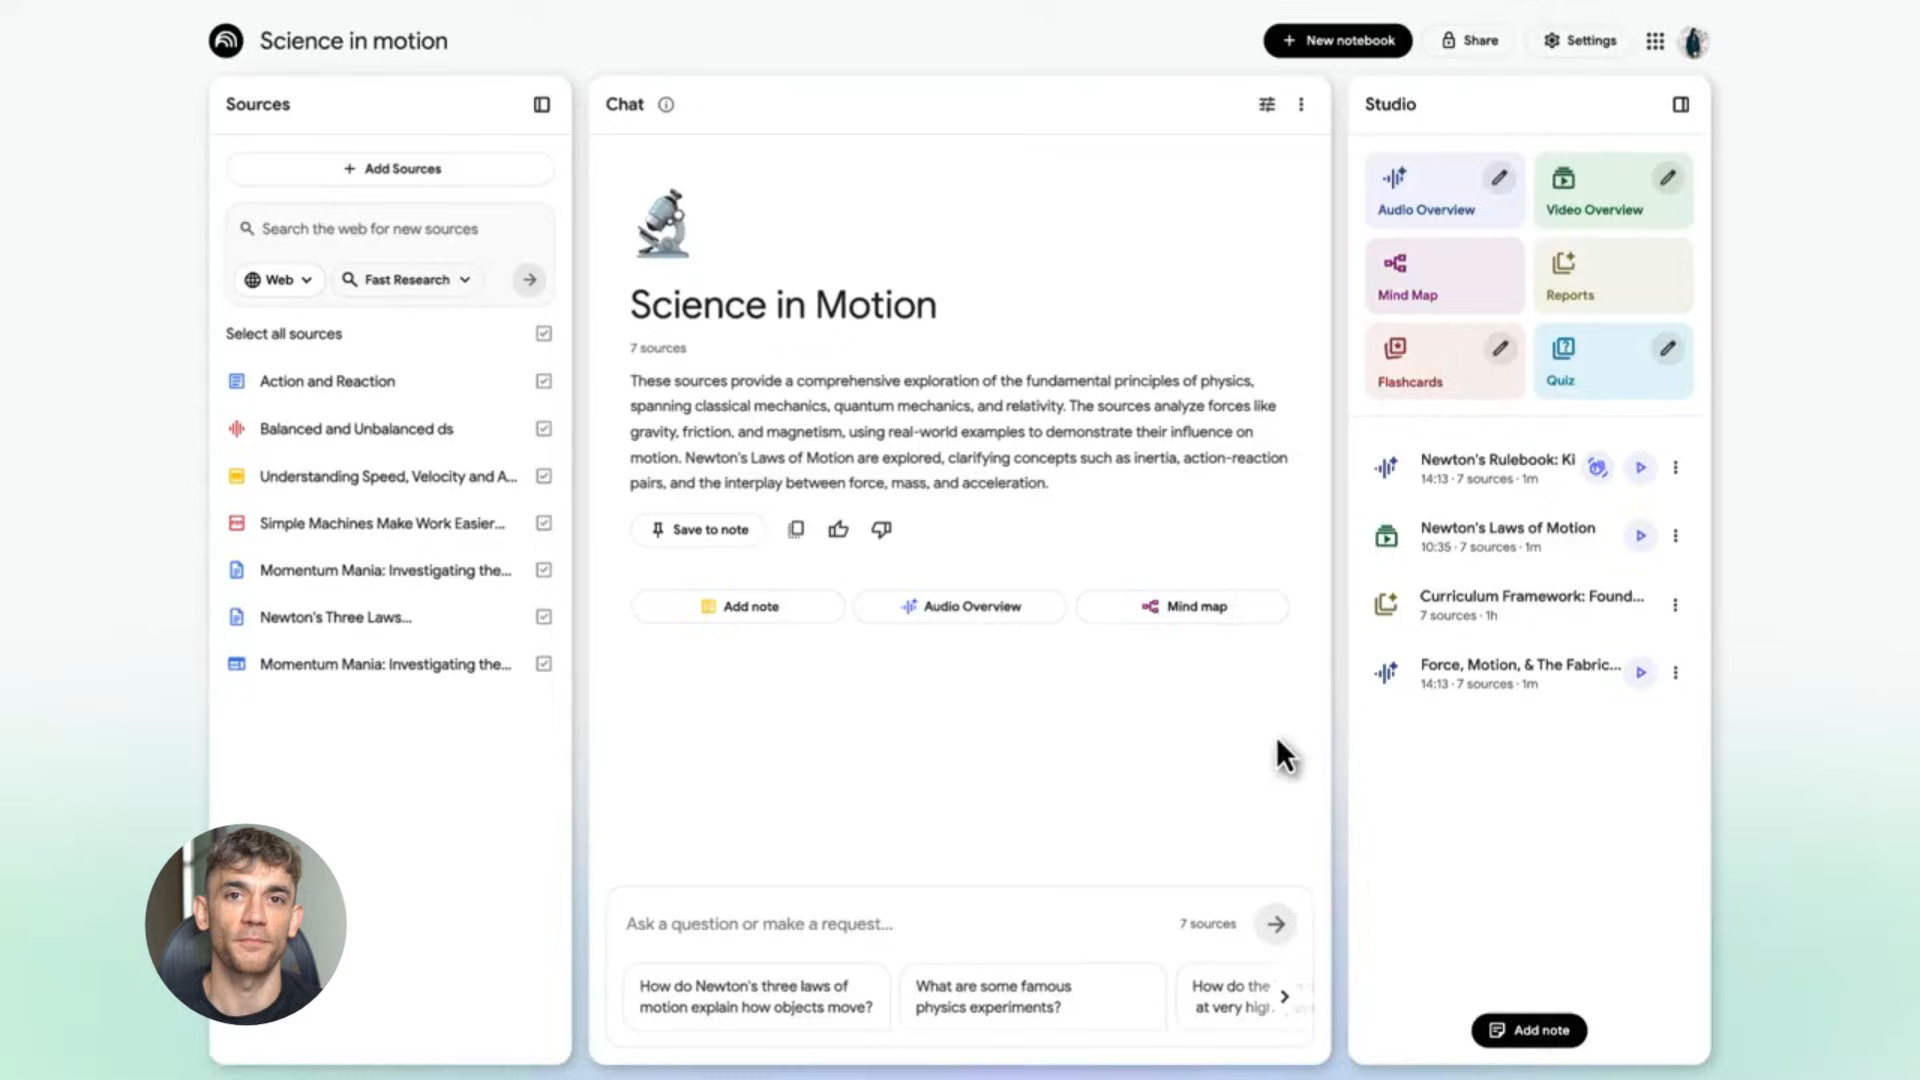 Science in motion
New notebook
Share
Settings
Sources
Add Sources
Search the web for new sources
Web
Fast Research
Select all sources
Action and Reaction
Balanced and Unbalanced ds
Understanding Speed, Velocity and A...
Simple Machines Make Work Easier...
Momentum Mania: Investigating the...
Newton's Three Laws...
Momentum Mania: Investigating the...
Chat
Science in Motion
7 sources
These sources provide a comprehensive exploration of the fundamental principles of physics,
spanning classical mechanics, quantum mechanics, and relativity. The sources analyze forces like
gravity, friction, and magnetism, using real-world examples to demonstrate their influence on
motion. Newton's Laws of Motion are explored, clarifying concepts such as inertia, action-reaction
pairs, and the interplay between force, mass, and acceleration.
Save to note
Add note
Audio Overview
Mind map
Ask a question or make a request...
7 sources
How do Newton's three laws of
motion explain how objects move?
What are some famous
physics experiments?
How do the
at very high
Studio
Audio Overview
Video Overview
Mind Map
Reports
Flashcards
Quiz
Newton's Rulebook: Ki
14:13 · 7 sources · 1m
Newton's Laws of Motion
10:35 · 7 sources · 1m
Curriculum Framework: Found...
7 sources · 1h
Force, Motion, & The Fabric...
14:13 · 7 sources · 1m
Add note